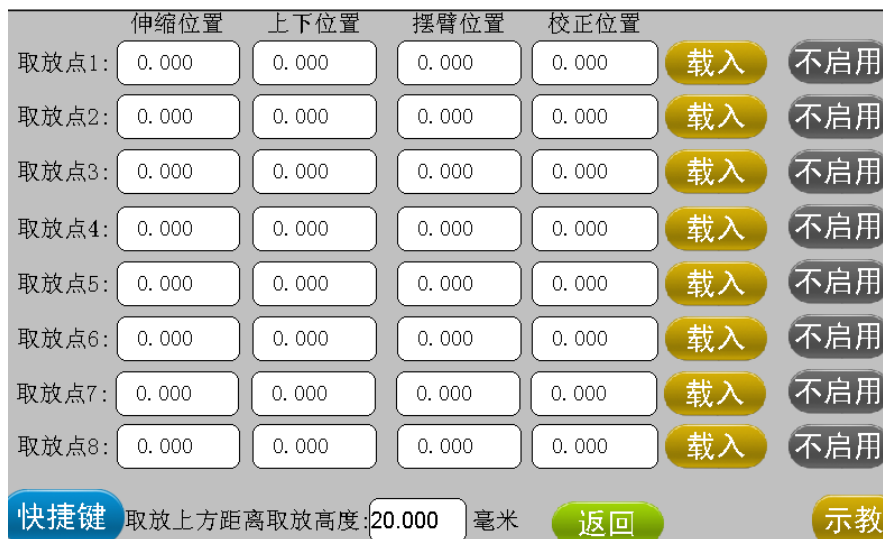 伸缩位置 上下位置 摆臂位置 校正位置
取放点1: 0.000 0.000 0.000 0.000 载入 不启用
取放点2: 0.000 0.000 0.000 0.000 载入 不启用
取放点3: 0.000 0.000 0.000 0.000 载入 不启用
取放点4: 0.000 0.000 0.000 0.000 载入 不启用
取放点5: 0.000 0.000 0.000 0.000 载入 不启用
取放点6: 0.000 0.000 0.000 0.000 载入 不启用
取放点7: 0.000 0.000 0.000 0.000 载入 不启用
取放点8: 0.000 0.000 0.000 0.000 载入 不启用
快捷键 取放上方距离取放高度:20.000 毫米 返回 示教